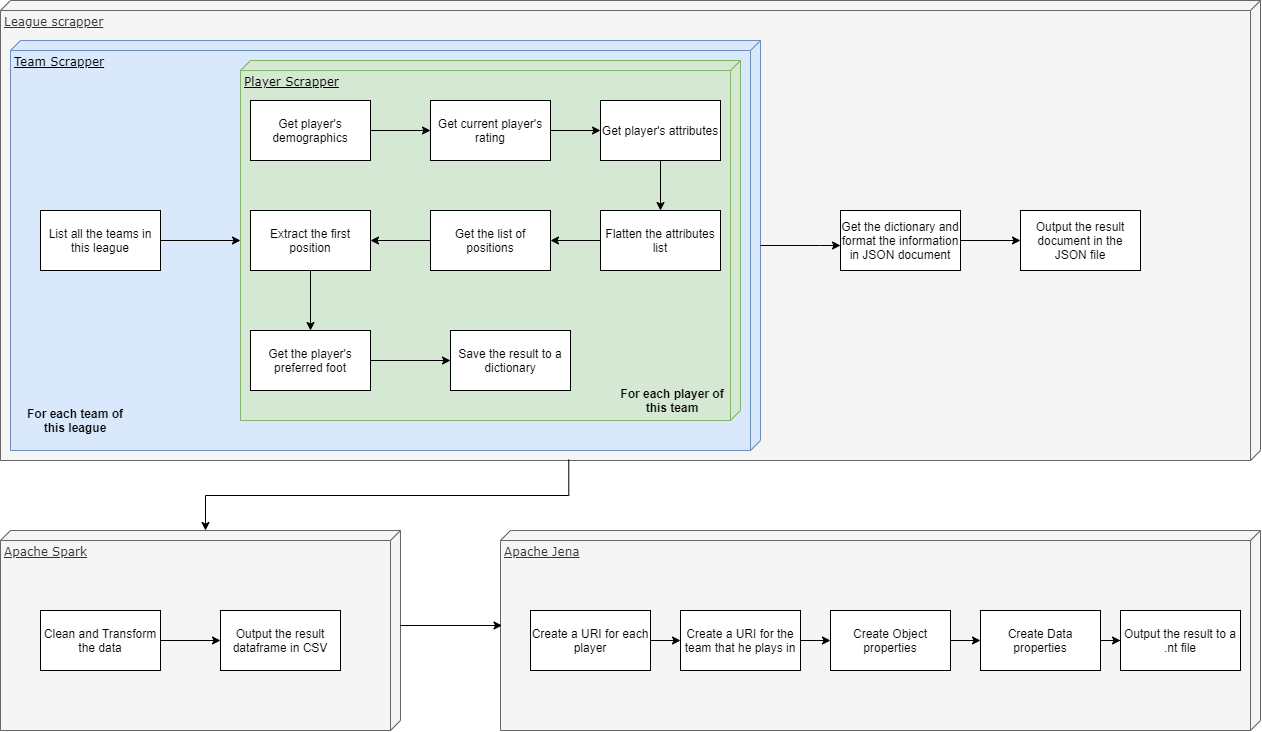 League scrapper
Team Scrapper
Player Scrapper
Get player's
demographics
Get current player's
rating
Get player's attributes
List all the teams in
this league
Extract the first
position
Get the list of
positions
Flatten the attributes
list
Get the dictionary and
format the information
in JSON document
Output the result
document in the
JSON file
Get the player's
preferred foot
Save the result to a
dictionary
For each player of
this team
For each team of
this league
Apache Spark
Clean and Transform
the data
Output the result
dataframe in CSV
Apache Jena
Create a URI for each
player
Create a URI for the
team that he plays in
Create Object
properties
Create Data
properties
Output the result to a
.nt file